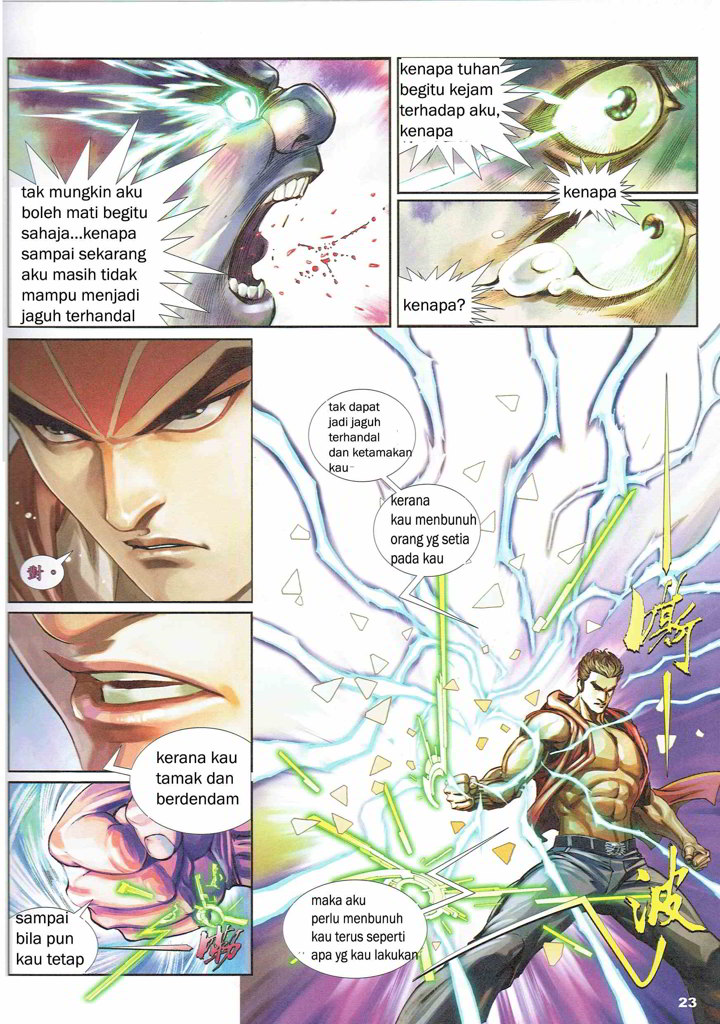 tak mungkin aku
boleh mati begitu
sahaja...kenapa
sampai sekarang
aku masih tidak
mampu menjadi
jaguh terhandal
kenapa tuhan
begitu kejam
terhadap aku,
kenapa
kenapa
kenapa?
對。
tak dapat
jadi jaguh
terhandal
dan ketamakan
kau
kerana
kau menbunuh
orang yg setia
pada kau
嘶
kerana kau
tamak dan
berdendam
sampai
bila pun
kau tetap
maka aku
perlu menbunuh
kau terus seperti
apa yg kau lakukan
波
23